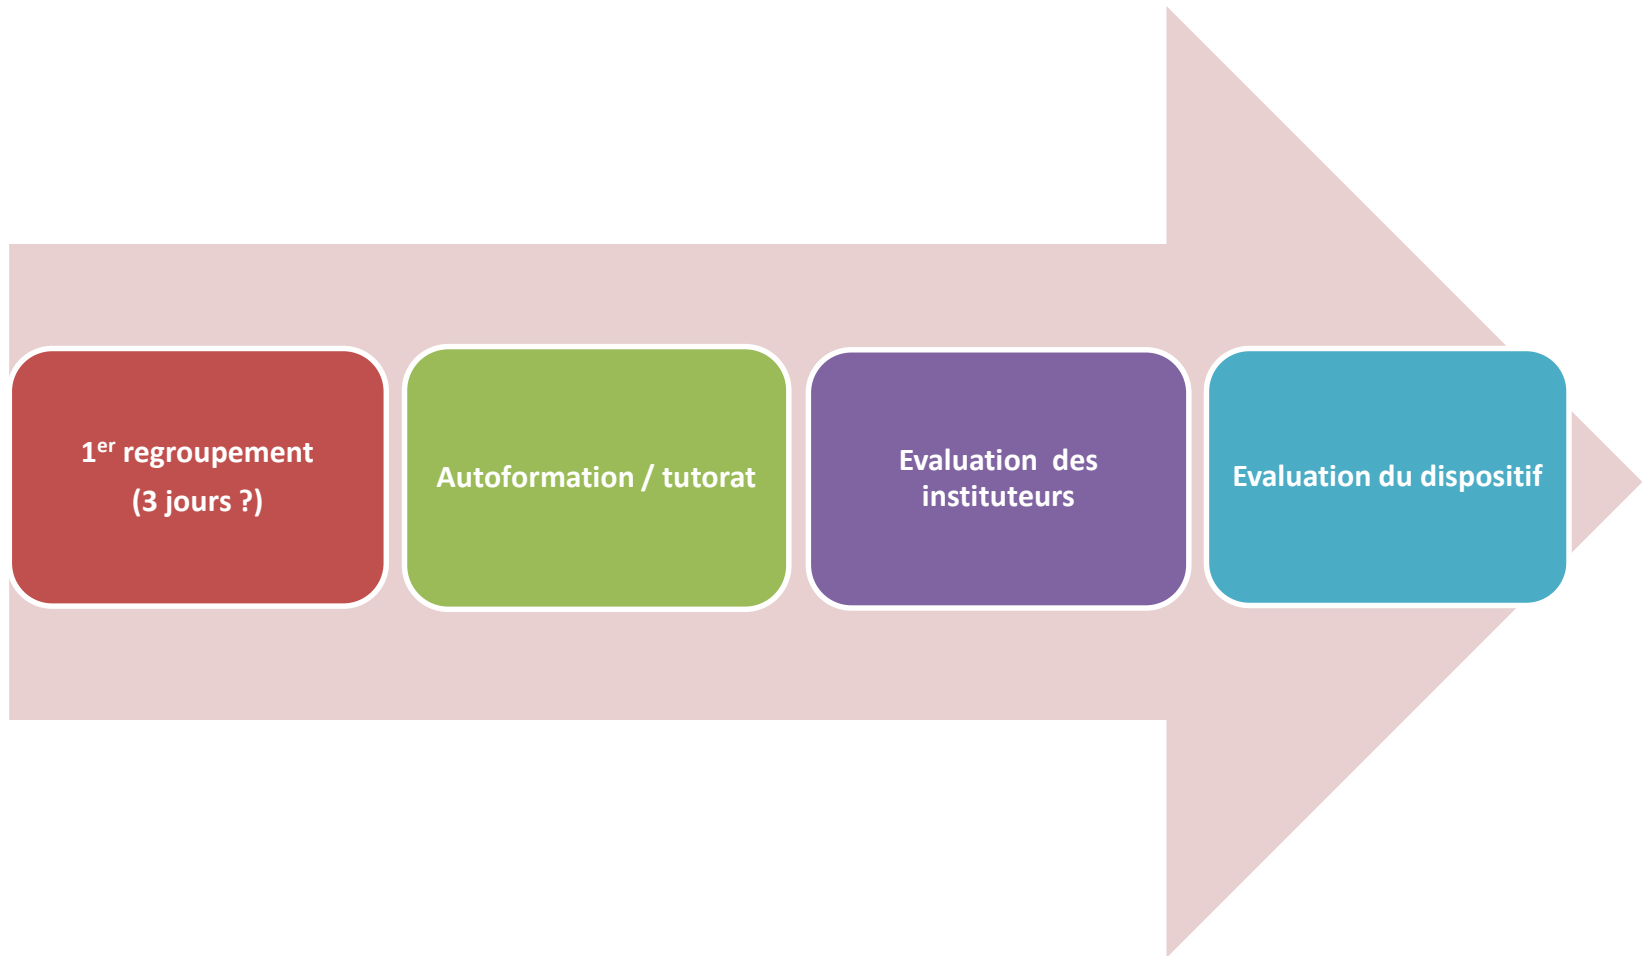 1er regroupement
(3 jours ?)
Autoformation / tutorat
Evaluation  des
instituteurs
Evaluation du dispositif